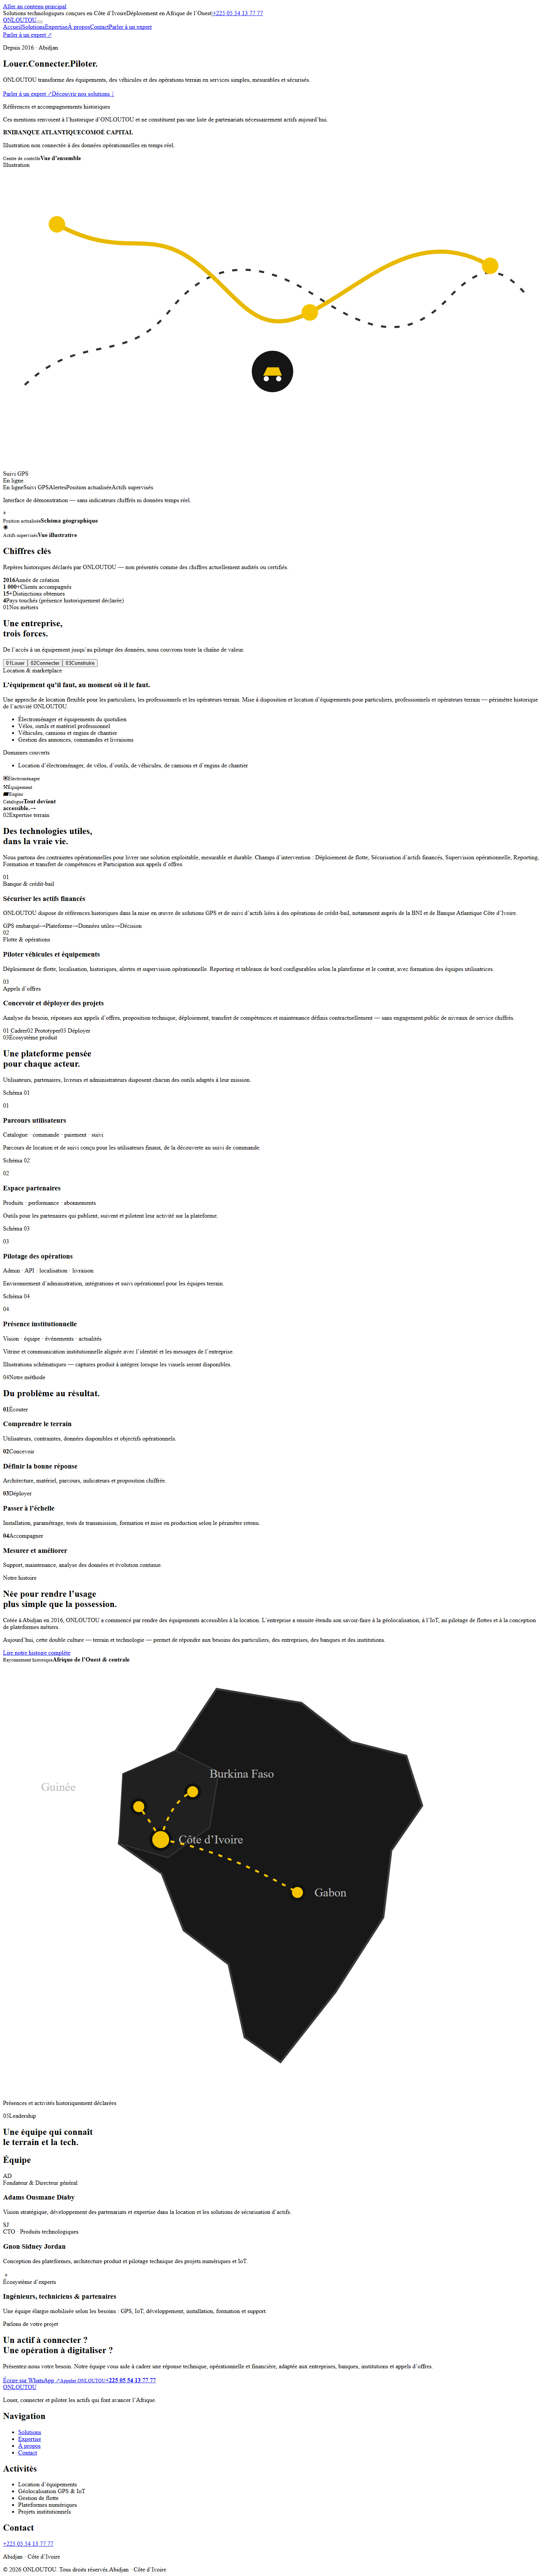 Aller au contenu principal
Solutions technologiques conçues en Côte d’IvoireDéploiement en Afrique de l’Ouest+225 05 54 13 77 77
ONLOUTOU
AccueilSolutionsExpertiseÀ proposContactParler à un expert
Parler à un expert ↗
Depuis 2016 · Abidjan
Louer.Connecter.Piloter.
ONLOUTOU transforme des équipements, des véhicules et des opérations terrain en services simples, mesurables et sécurisés.
Parler à un expert ↗Découvrir nos solutions ↓
Références et accompagnements historiques
Ces mentions renvoient à l’historique d’ONLOUTOU et ne constituent pas une liste de partenariats nécessairement actifs aujourd’hui.
BNIBANQUE ATLANTIQUECOMOÉ CAPITAL
Illustration non connectée à des données opérationnelles en temps réel.
Centre de contrôleVue d’ensemble
Illustration
Suivi GPS
En ligne
En ligneSuivi GPSAlertesPosition actualiséeActifs supervisés
Interface de démonstration — sans indicateurs chiffrés ni données temps réel.
⌖
Position actualiséeSchéma géographique
◉
Actifs supervisésVue illustrative
Chiffres clés
Repères historiques déclarés par ONLOUTOU — non présentés comme des chiffres actuellement audités ou certifiés.
2016Année de création
1 000+Clients accompagnés
15+Distinctions obtenues
4Pays touchés (présence historiquement déclarée)
01Nos métiers
Une entreprise,
trois forces.
De l’accès à un équipement jusqu’au pilotage des données, nous couvrons toute la chaîne de valeur.
01Louer02Connecter03Construire
Location & marketplace
L’équipement qu’il faut, au moment où il le faut.
Une approche de location flexible pour les particuliers, les professionnels et les opérateurs terrain. Mise à disposition et location d’équipements pour particuliers, professionnels et opérateurs terrain — périmètre historique
de l’activité ONLOUTOU.
Électroménager et équipements du quotidien
Vélos, outils et matériel professionnel
Véhicules, camions et engins de chantier
Gestion des annonces, commandes et livraisons
Domaines couverts
Location d’électroménager, de vélos, d’outils, de véhicules, de camions et d’engins de chantier
▣Électroménager
⚒Équipement
▰Engins
CatalogueTout devient
accessible.→
02Expertise terrain
Des technologies utiles,
dans la vraie vie.
Nous partons des contraintes opérationnelles pour livrer une solution exploitable, mesurable et durable. Champs d’intervention : Déploiement de flotte, Sécurisation d’actifs financés, Supervision opérationnelle, Reporting,
Formation et transfert de compétences et Participation aux appels d’offres.
01
Banque & crédit-bail
Sécuriser les actifs financés
ONLOUTOU dispose de références historiques dans la mise en œuvre de solutions GPS et de suivi d’actifs liées à des opérations de crédit-bail, notamment auprès de la BNI et de Banque Atlantique Côte d’Ivoire.
GPS embarqué→Plateforme→Données utiles→Décision
02
Flotte & opérations
Piloter véhicules et équipements
Déploiement de flotte, localisation, historiques, alertes et supervision opérationnelle. Reporting et tableaux de bord configurables selon la plateforme et le contrat, avec formation des équipes utilisatrices.
03
Appels d’offres
Concevoir et déployer des projets
Analyse du besoin, réponses aux appels d’offres, proposition technique, déploiement, transfert de compétences et maintenance définis contractuellement — sans engagement public de niveaux de service chiffrés.
01 Cadrer02 Prototyper03 Déployer
03Écosystème produit
Une plateforme pensée
pour chaque acteur.
Utilisateurs, partenaires, livreurs et administrateurs disposent chacun des outils adaptés à leur mission.
Schéma 01
01
Parcours utilisateurs
Catalogue · commande · paiement · suivi
Parcours de location et de suivi conçu pour les utilisateurs finaux, de la découverte au suivi de commande.
Schéma 02
02
Espace partenaires
Produits · performance · abonnements
Outils pour les partenaires qui publient, suivent et pilotent leur activité sur la plateforme.
Schéma 03
03
Pilotage des opérations
Admin · API · localisation · livraison
Environnement d’administration, intégrations et suivi opérationnel pour les équipes terrain.
Schéma 04
04
Présence institutionnelle
Vision · équipe · événements · actualités
Vitrine et communication institutionnelle alignée avec l’identité et les messages de l’entreprise.
Illustrations schématiques — captures produit à intégrer lorsque les visuels seront disponibles.
04Notre méthode
Du problème au résultat.
01Écouter
Comprendre le terrain
Utilisateurs, contraintes, données disponibles et objectifs opérationnels.
02Concevoir
Définir la bonne réponse
Architecture, matériel, parcours, indicateurs et proposition chiffrée.
03Déployer
Passer à l’échelle
Installation, paramétrage, tests de transmission, formation et mise en production selon le périmètre retenu.
04Accompagner
Mesurer et améliorer
Support, maintenance, analyse des données et évolution continue.
Notre histoire
Née pour rendre l’usage
plus simple que la possession.
Créée à Abidjan en 2016, ONLOUTOU a commencé par rendre des équipements accessibles à la location. L’entreprise a ensuite étendu son savoir-faire à la géolocalisation, à l’IoT, au pilotage de flottes et à la conception
de plateformes métiers.
Aujourd’hui, cette double culture — terrain et technologie — permet de répondre aux besoins des particuliers, des entreprises, des banques et des institutions.
Lire notre histoire complète
Rayonnement historiqueAfrique de l’Ouest & centrale
Guinée
Burkina Faso
Côte d’Ivoire
Gabon
Présences et activités historiquement déclarées
05Leadership
Une équipe qui connaît
le terrain et la tech.
Équipe
AD
Fondateur & Directeur général
Adams Ousmane Diaby
Vision stratégique, développement des partenariats et expertise dans la location et les solutions de sécurisation d’actifs.
SJ
CTO · Produits technologiques
Gnon Sidney Jordan
Conception des plateformes, architecture produit et pilotage technique des projets numériques et IoT.
+
Écosystème d’experts
Ingénieurs, techniciens & partenaires
Une équipe élargie mobilisée selon les besoins : GPS, IoT, développement, installation, formation et support.
Parlons de votre projet
Un actif à connecter ?
Une opération à digitaliser ?
Présentez-nous votre besoin. Notre équipe vous aide à cadrer une réponse technique, opérationnelle et financière, adaptée aux entreprises, banques, institutions et appels d’offres.
Écrire sur WhatsApp ↗Appeler ONLOUTOU+225 05 54 13 77 77
ONLOUTOU
Louer, connecter et piloter les actifs qui font avancer l’Afrique.
Navigation
Solutions
Expertise
À propos
Contact
Activités
Location d’équipements
Géolocalisation GPS & IoT
Gestion de flotte
Plateformes numériques
Projets institutionnels
Contact
+225 05 54 13 77 77
Abidjan · Côte d’Ivoire
© 2026 ONLOUTOU. Tous droits réservés.Abidjan · Côte d’Ivoire